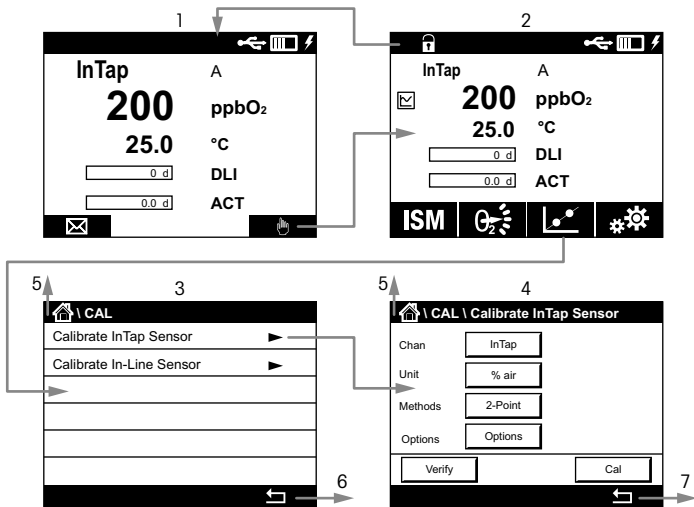 1
InTap A
200 ppbO2
25.0 °C
0 d DLI
0.0 d ACT
2
InTap A
200 ppbO2
25.0 °C
0 d DLI
0.0 d ACT
ISM O2
5
3
\ CAL
Calibrate InTap Sensor
Calibrate In-Line Sensor
6
5
4
\ CAL \ Calibrate InTap Sensor
Chan InTap
Unit % air
Methods 2-Point
Options Options
Verify Cal
7